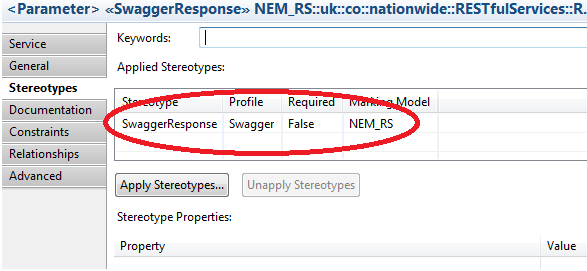 <Parameter> «SwaggerResponse» NEM_RS::uk::co::nationwide::RESTfulServices::R.
Service
General
Stereotypes
Documentation
Constraints
Relationships
Advanced
Keywords:
Applied Stereotypes:
Stereotype Profile Required Marking Model
SwaggerResponse Swagger False NEM_RS
Apply Stereotypes... Unapply Stereotypes
Stereotype Properties:
Property Value